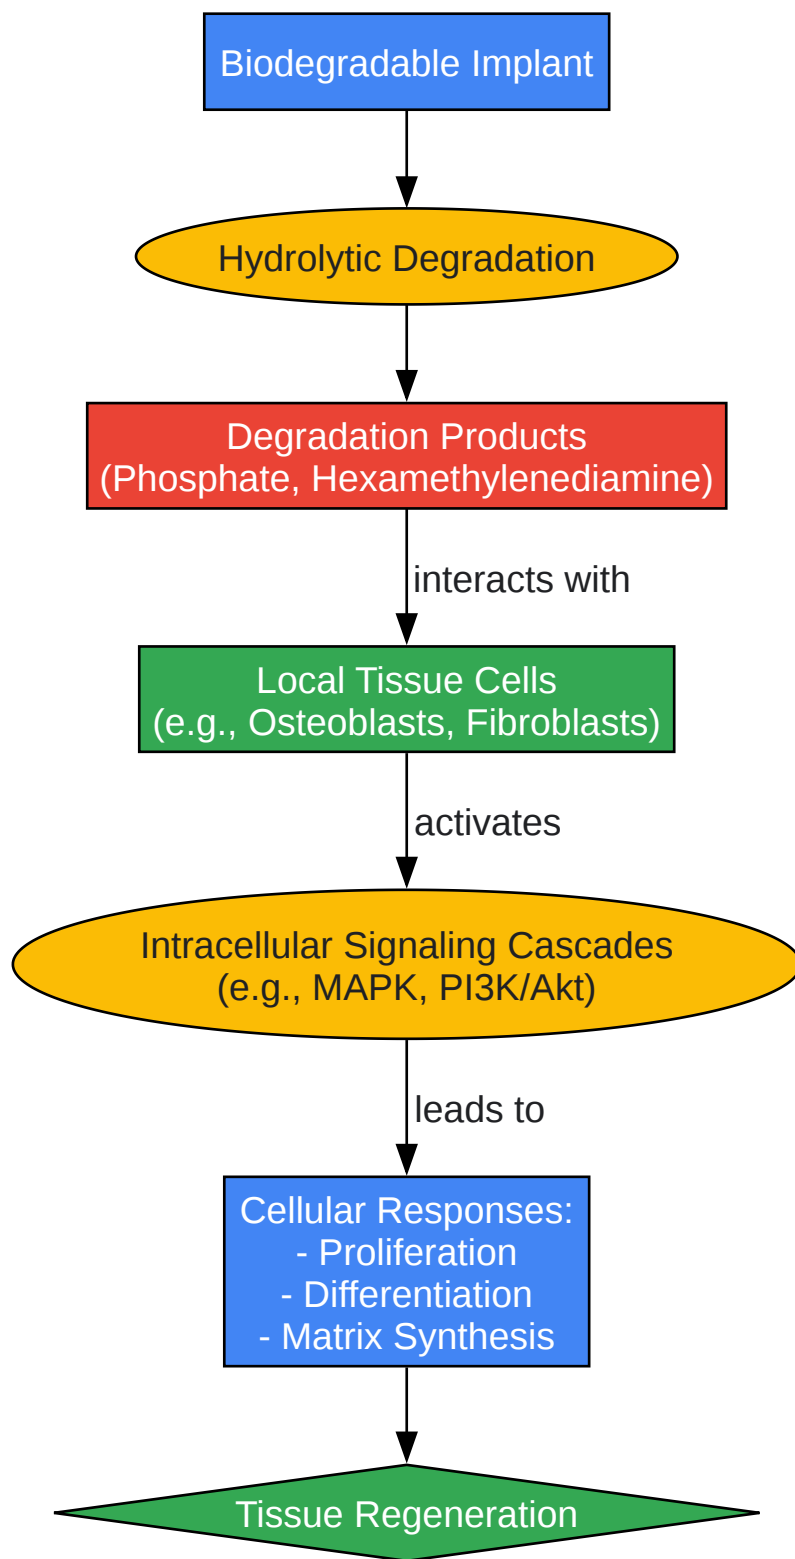 Biodegradable Implant
Hydrolytic Degradation
Degradation Products
(Phosphate, Hexamethylenediamine)
interacts with
Local Tissue Cells
(e.g., Osteoblasts, Fibroblasts)
activates
Intracellular Signaling Cascades
(e.g., MAPK, PI3K/Akt)
leads to
Cellular Responses:
- Proliferation
- Differentiation
- Matrix Synthesis
Tissue Regeneration